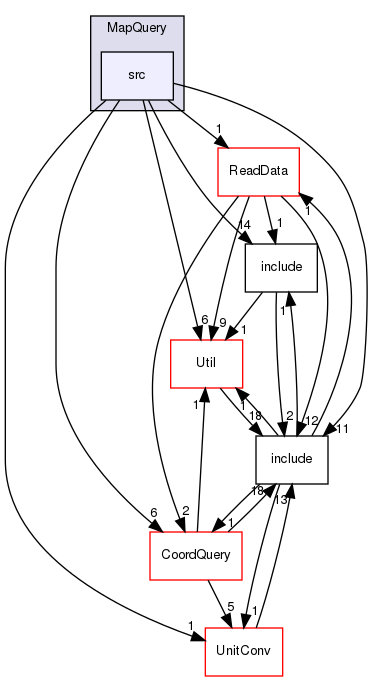 MapQuery
src
1
ReadData
14
1
1
include
6
9
1
1
Util
1
1
18
2
12
11
include
6
2
18
1
13
CoordQuery
5
1
1
UnitConv